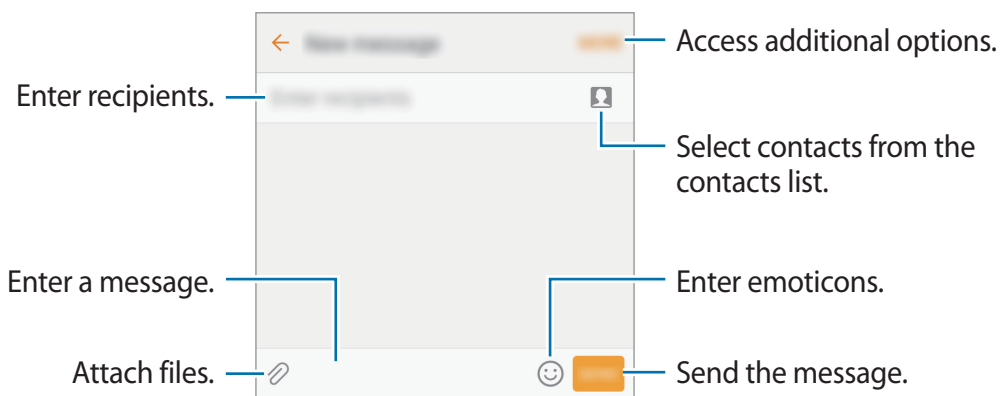 Access additional options.
Enter recipients.
Select contacts from the
contacts list.
Enter a message.
Enter emoticons.
Attach files.
Send the message.